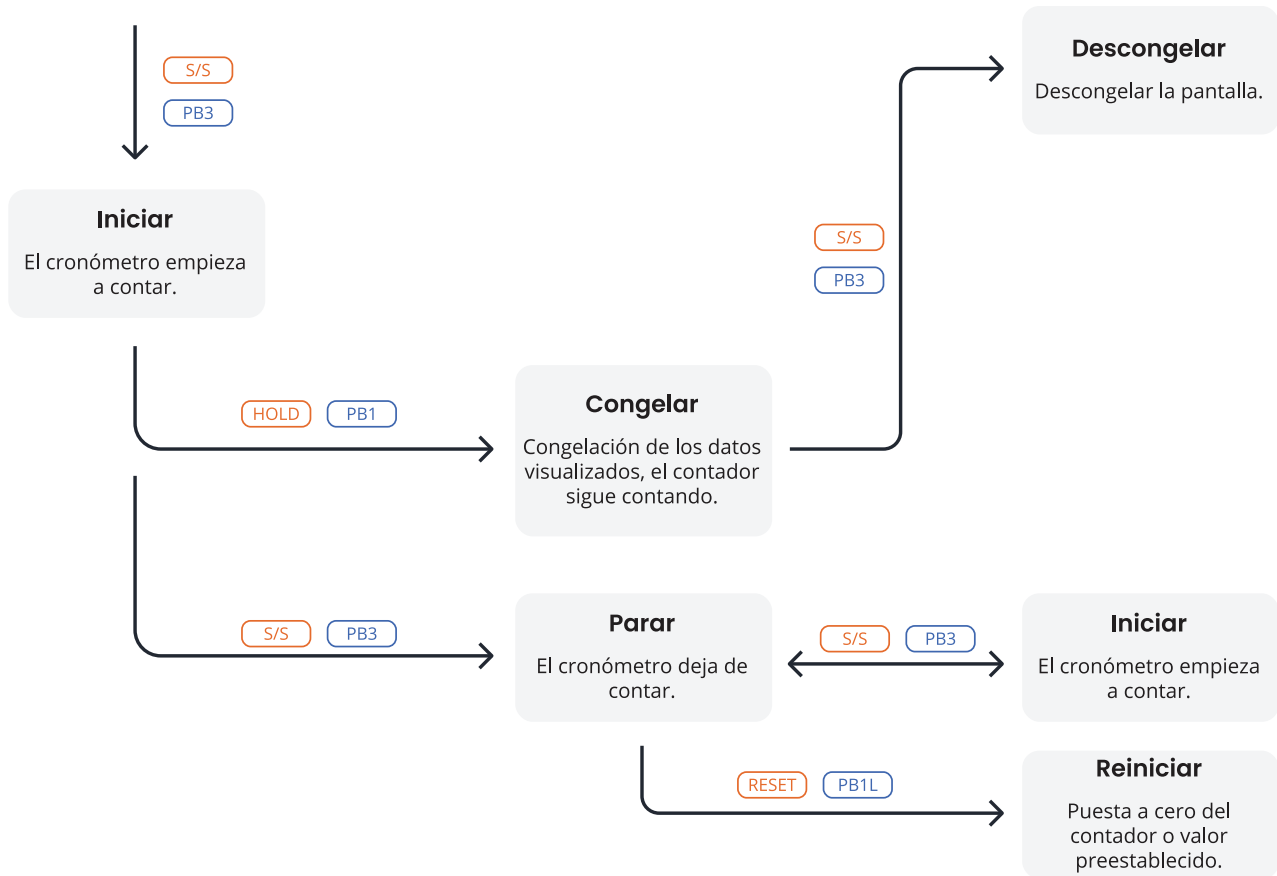 S/S
PB3
Iniciar
El cronómetro empieza
a contar.
Descongelar
Descongelar la pantalla.
S/S
PB3
HOLD PB1
Congelar
Congelación de los datos
visualizados, el contador
sigue contando.
S/S PB3
Parar
El cronómetro deja de
contar.
S/S PB3
Iniciar
El cronómetro empieza
a contar.
RESET PB1L
Reiniciar
Puesta a cero del
contador o valor
preestablecido.